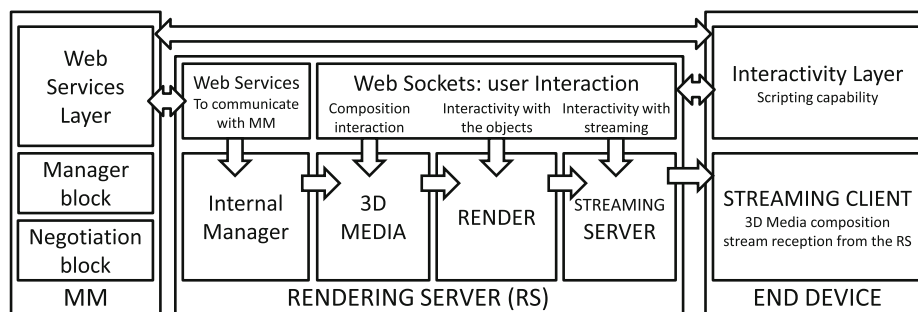 Web
Services
Layer
Manager
block
Negotiation
block
MM
Web Services
To communicate
with MM
Web Sockets: user Interaction
Composition
interaction
Interactivity with
the objects
Interactivity with
streaming
Internal
Manager
3D
MEDIA
RENDER
STREAMING
SERVER
RENDERING SERVER (RS)
Interactivity Layer
Scripting capability
STREAMING CLIENT
3D Media composition
stream reception from the RS
END DEVICE